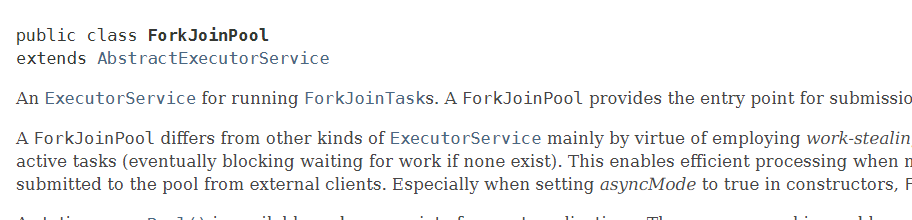 public class ForkJoinPool
extends AbstractExecutorService
An ExecutorService for running ForkJoinTasks. A ForkJoinPool provides the entry point for
A ForkJoinPool differs from other kinds of ExecutorService mainly by virtue of employing
active tasks (eventually blocking waiting for work if none exist). This enables efficient processing when
submitted to the pool from external clients. Especially when setting asyncMode to true in constructors,